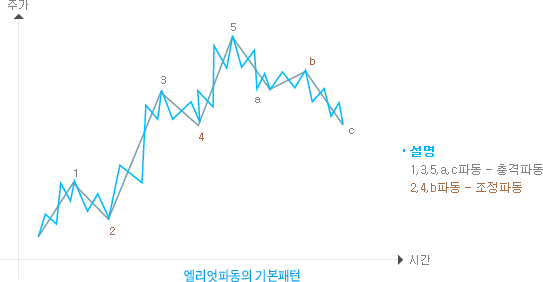 주가
5
b
3
a
c
4
1
2
설명
1,3,5,a,c파동 – 충격파동
2,4,b파동 – 조정파동
시간
엘리엇파동의 기본패턴